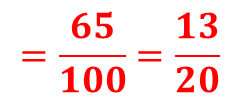 = 65/100 = 13/20